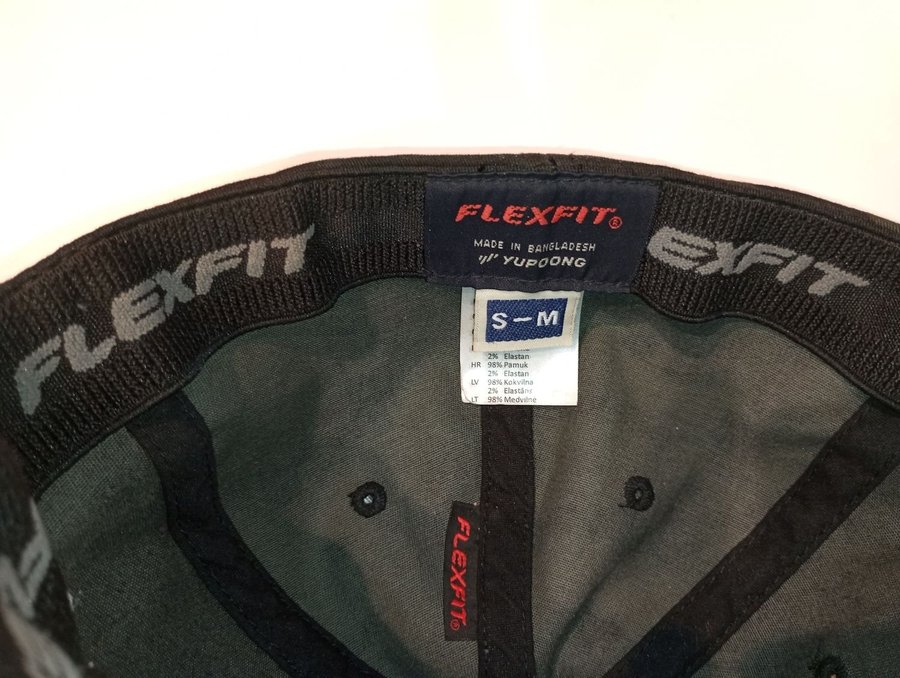 FLEXFIT
FLEXFIT®
MADE IN BANGLADESH
YUPOONG
EXFIT
S-M
2% Elastan
HR 98% Pamuk
2% Elastan
LV 98% Kokvilna
2% Elastāns
LT 98% Medvilnė
FLEXFIT®